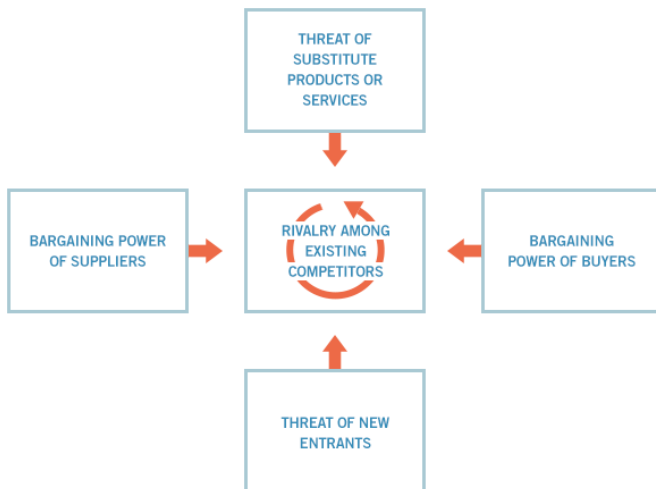 THREAT OF
SUBSTITUTE
PRODUCTS OR
SERVICES
BARGAINING POWER
OF SUPPLIERS
RIVALRY AMONG
EXISTING
COMPETITORS
BARGAINING
POWER OF BUYERS
THREAT OF NEW
ENTRANTS